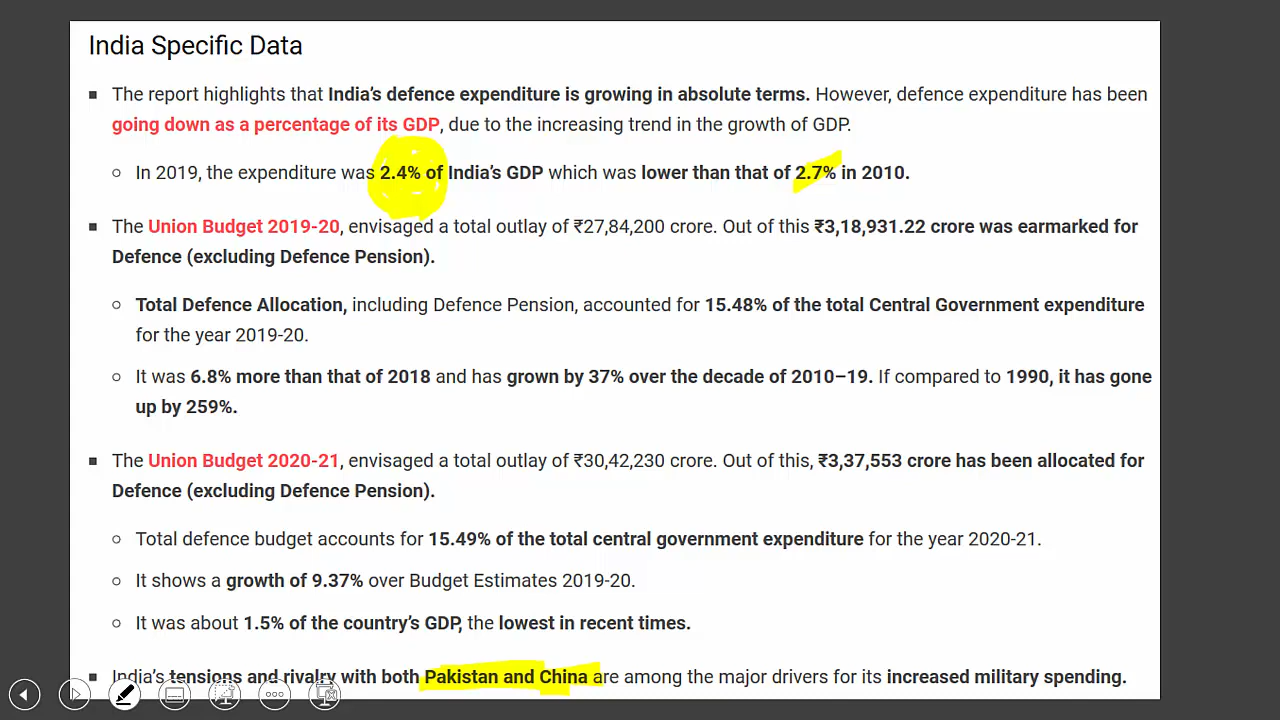 India Specific Data
The report highlights that India's defence expenditure is growing in absolute terms. However, defence expenditure has been
going down as a percentage of its GDP, due to the increasing trend in the growth of GDP.
In 2019, the expenditure was 2.4% of India's GDP which was lower than that of 2.7% in 2010.
The Union Budget 2019-20, envisaged a total outlay of ₹27,84,200 crore. Out of this ₹3,18,931.22 crore was earmarked for
Defence (excluding Defence Pension).
Total Defence Allocation, including Defence Pension, accounted for 15.48% of the total Central Government expenditure
for the year 2019-20.
It was 6.8% more than that of 2018 and has grown by 37% over the decade of 2010–19. If compared to 1990, it has gone
up by 259%.
The Union Budget 2020-21, envisaged a total outlay of ₹30,42,230 crore. Out of this, ₹3,37,553 crore has been allocated for
Defence (excluding Defence Pension).
Total defence budget accounts for 15.49% of the total central government expenditure for the year 2020-21.
It shows a growth of 9.37% over Budget Estimates 2019-20.
It was about 1.5% of the country's GDP, the lowest in recent times.
India's tensions and rivalry with both Pakistan and China are among the major drivers for its increased military spending.